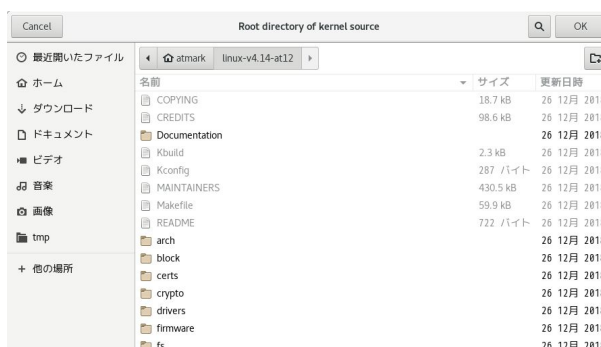 Cancel Root directory of kernel source OK
最近開いたファイル
ホーム
ダウンロード
ドキュメント
ビデオ
音楽
画像
tmp
+ 他の場所
atmark linux-v4.14-at12
名前 サイズ 更新日時
COPYING 18.7 kB 26 12月 201
CREDITS 98.6 kB 26 12月 201
Documentation 26 12月 201
Kbuild 2.3 kB 26 12月 201
Kconfig 287 バイト 26 12月 201
MAINTAINERS 430.5 kB 26 12月 201
Makefile 59.9 kB 26 12月 201
README 722 バイト 26 12月 201
arch 26 12月 201
block 26 12月 201
certs 26 12月 201
crypto 26 12月 201
drivers 26 12月 201
firmware 26 12月 201
fs 26 12月 201